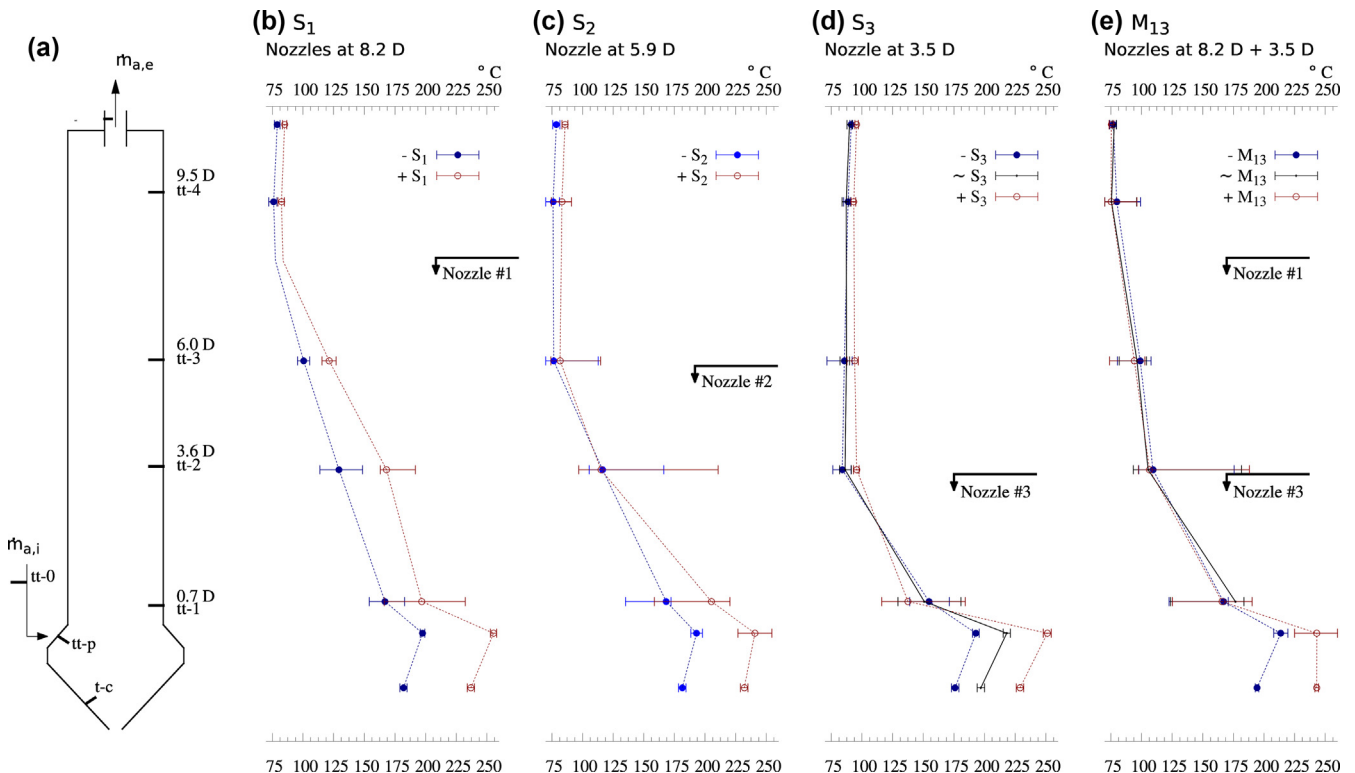 (a)
ṁa,e
9.5 D
tt-4
6.0 D
tt-3
3.6 D
tt-2
ṁa,i
tt-0
0.7 D
tt-1
tt-p
t-c
(b) S1
Nozzles at 8.2 D
° C
75 100 125 150 175 200 225 250
- S1
+ S1
Nozzle #1
75 100 125 150 175 200 225 250
(c) S2
Nozzle at 5.9 D
° C
75 100 125 150 175 200 225 250
- S2
+ S2
Nozzle #2
75 100 125 150 175 200 225 250
(d) S3
Nozzle at 3.5 D
° C
75 100 125 150 175 200 225 250
- S3
~ S3
+ S3
Nozzle #3
75 100 125 150 175 200 225 250
(e) M13
Nozzles at 8.2 D + 3.5 D
° C
75 100 125 150 175 200 225 250
- M13
~ M13
+ M13
Nozzle #1
Nozzle #3
75 100 125 150 175 200 225 250